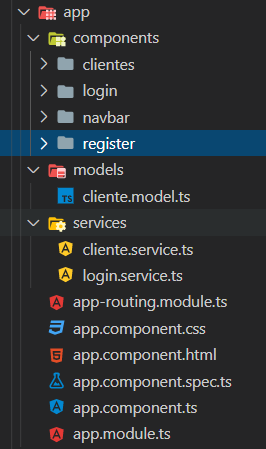 app
components
clientes
login
navbar
register
models
TS cliente.model.ts
services
cliente.service.ts
login.service.ts
app-routing.module.ts
app.component.css
app.component.html
app.component.spec.ts
app.component.ts
app.module.ts